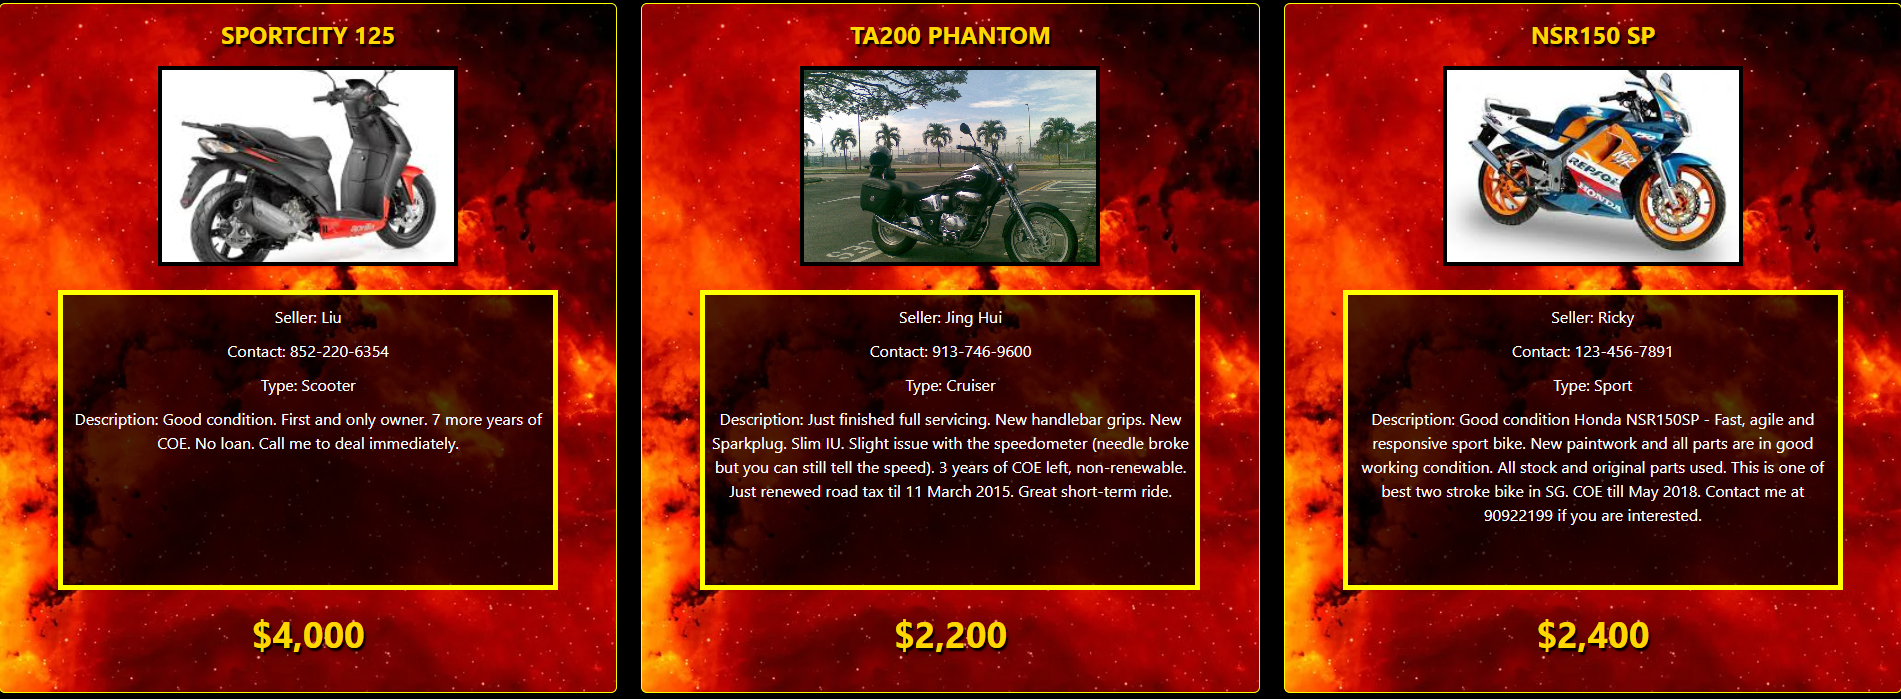 SPORTCITY 125
aprilia
Seller: Liu
Contact: 852-220-6354
Type: Scooter
Description: Good condition. First and only owner. 7 more years of
COE. No loan. Call me to deal immediately.
$4,000
TA200 PHANTOM
Seller: Jing Hui
Contact: 913-746-9600
Type: Cruiser
Description: Just finished full servicing. New handlebar grips. New
Sparkplug. Slim IU. Slight issue with the speedometer (needle broke
but you can still tell the speed). 3 years of COE left, non-renewable.
Just renewed road tax til 11 March 2015. Great short-term ride.
$2,200
NSR150 SP
NSR
REPSOL
HONDA
Seller: Ricky
Contact: 123-456-7891
Type: Sport
Description: Good condition Honda NSR150SP - Fast, agile and
responsive sport bike. New paintwork and all parts are in good
working condition. All stock and original parts used. This is one of
best two stroke bike in SG. COE till May 2018. Contact me at
90922199 if you are interested.
$2,400